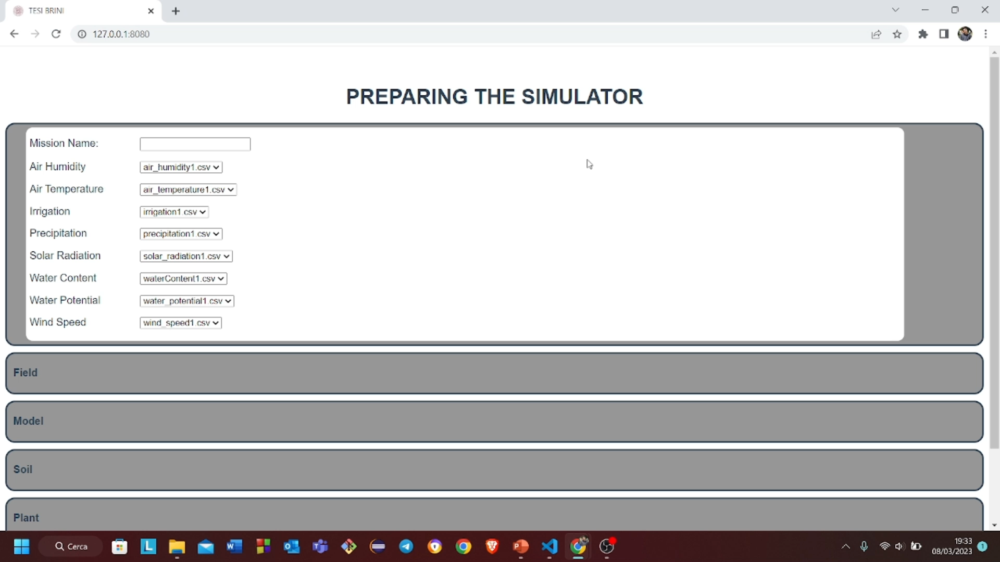 TESI BRINI
127.0.0.1:8080
PREPARING THE SIMULATOR
Mission Name:
Air Humidity air_humidity1.csv
Air Temperature air_temperature1.csv
Irrigation irrigation1.csv
Precipitation precipitation1.csv
Solar Radiation solar_radiation1.csv
Water Content waterContent1.csv
Water Potential water_potential1.csv
Wind Speed wind_speed1.csv
Field
Model
Soil
Plant
Cerca
19:33
08/03/2023
1